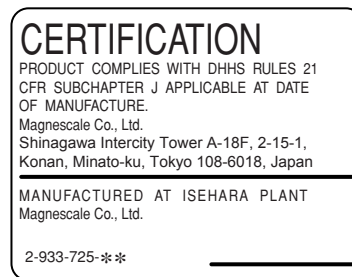 CERTIFICATION
PRODUCT COMPLIES WITH DHHS RULES 21
CFR SUBCHAPTER J APPLICABLE AT DATE
OF MANUFACTURE.
Magnescale Co., Ltd.
Shinagawa Intercity Tower A-18F, 2-15-1,
Konan, Minato-ku, Tokyo 108-6018, Japan
MANUFACTURED AT ISEHARA PLANT
Magnescale Co., Ltd.
2-933-725-**